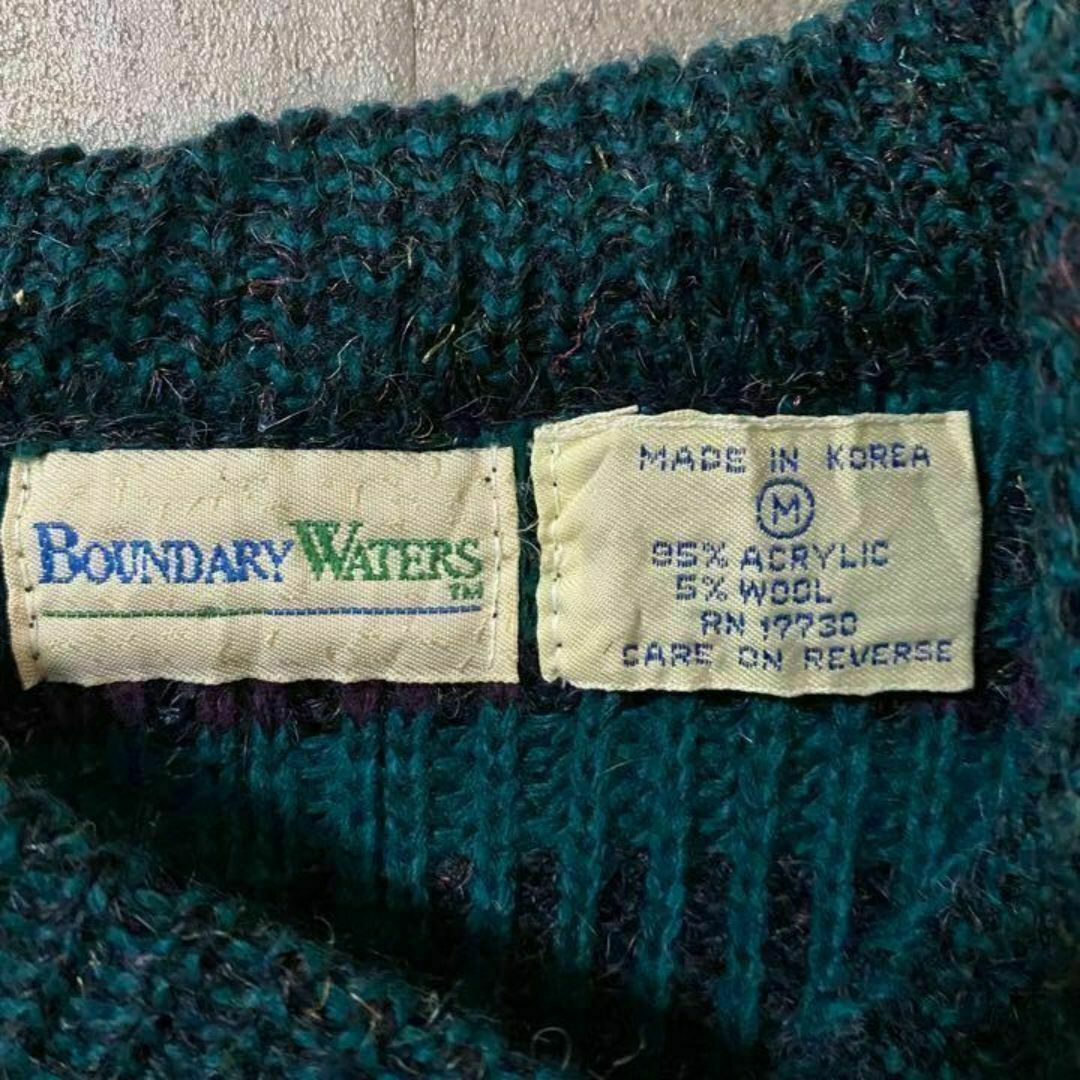 BOUNDARY WATERS
TM
MADE IN KOREA
M
95% ACRYLIC
5% WOOL
RN 17730
CARE ON REVERSE